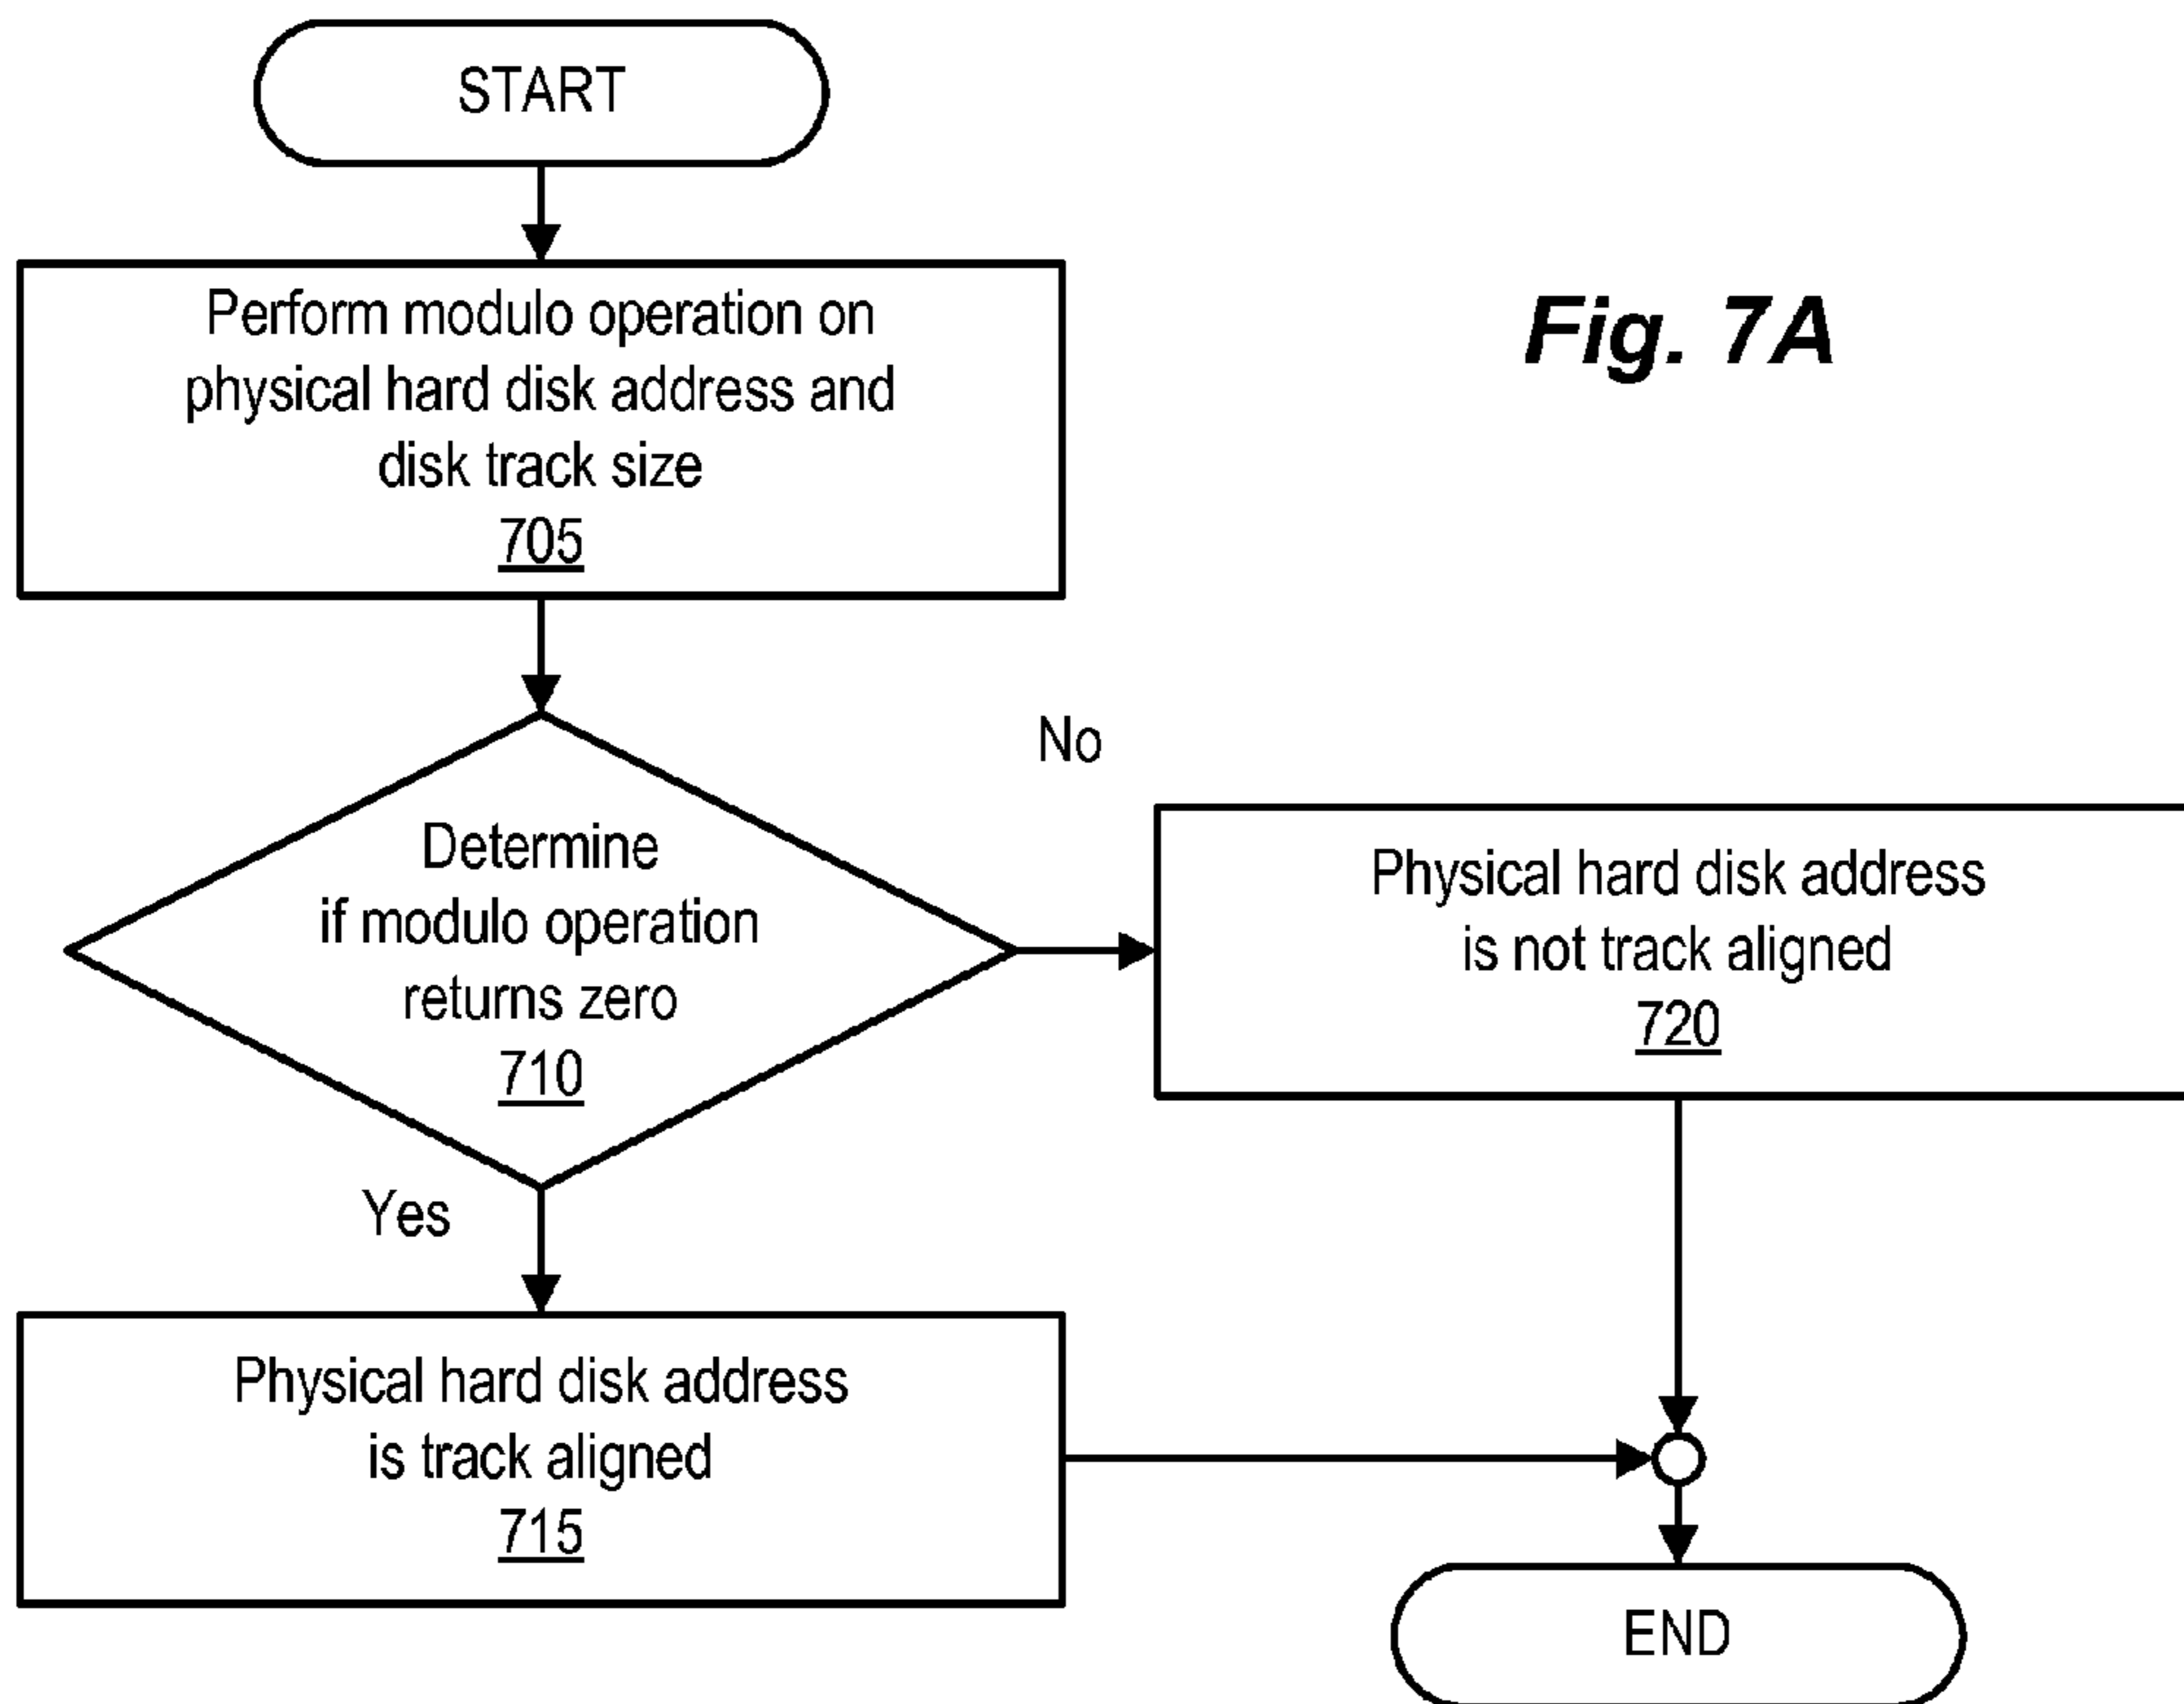 START
Perform modulo operation on
physical hard disk address and
disk track size
705
Fig. 7A
Determine
if modulo operation
returns zero
710
No
Physical hard disk address
is not track aligned
720
Yes
Physical hard disk address
is track aligned
715
END